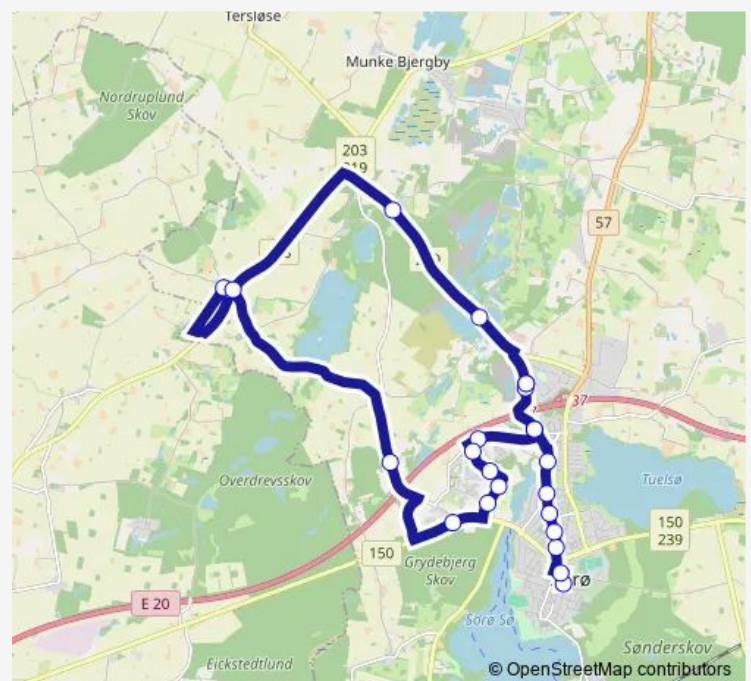 Tersløse
Munke Bjergby
Nordruplund
Skov
203
57
37
Overdrevsskov
Tuelsø
150
150
239
Grydebjerg
Skov
E 20
Sorø Sø
Eickstedtlund
Sønderskov
© OpenStreetMap contributors